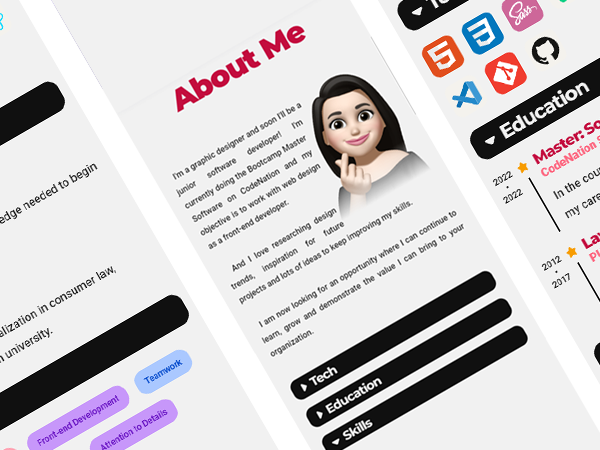 edge needed to begin
alization in consumer law,
university.
Teamwork
Front-end Development
Attention to Details
About Me
I'm a graphic designer and soon I'll be a
junior software developer! I'm
currently doing the Bootcamp Master
Software on CodeNation and my
objective is to work with web design
as a front-end developer.
And I love researching design
trends, inspiration for future
projects and lots of ideas to keep improving my skills.
I am now looking for an opportunity where I can continue to
learn, grow and demonstrate the value I can bring to your
organization.
Tech
Education
Skills
Sass
Education
2022
2022
Master: So
CodeNation
In the cou
my care
2012
2017
La